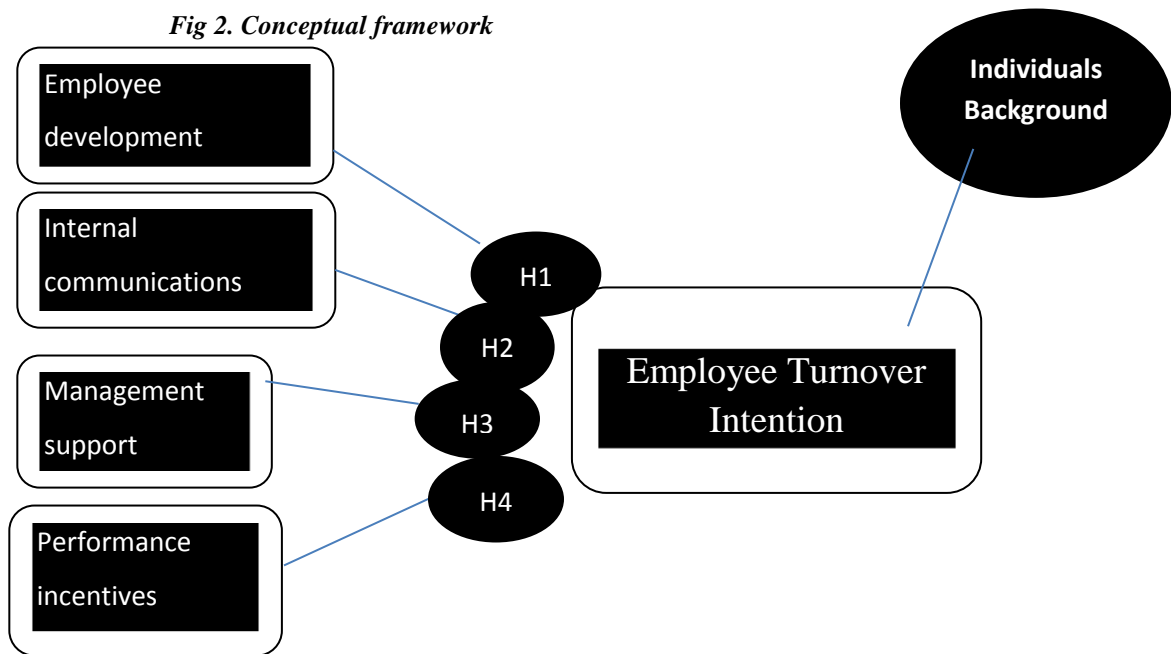 Fig 2. Conceptual framework
Employee
development
Internal
communications
Management
support
Performance
incentives
H1
H2
H3
H4
Employee Turnover
Intention
Individuals
Background